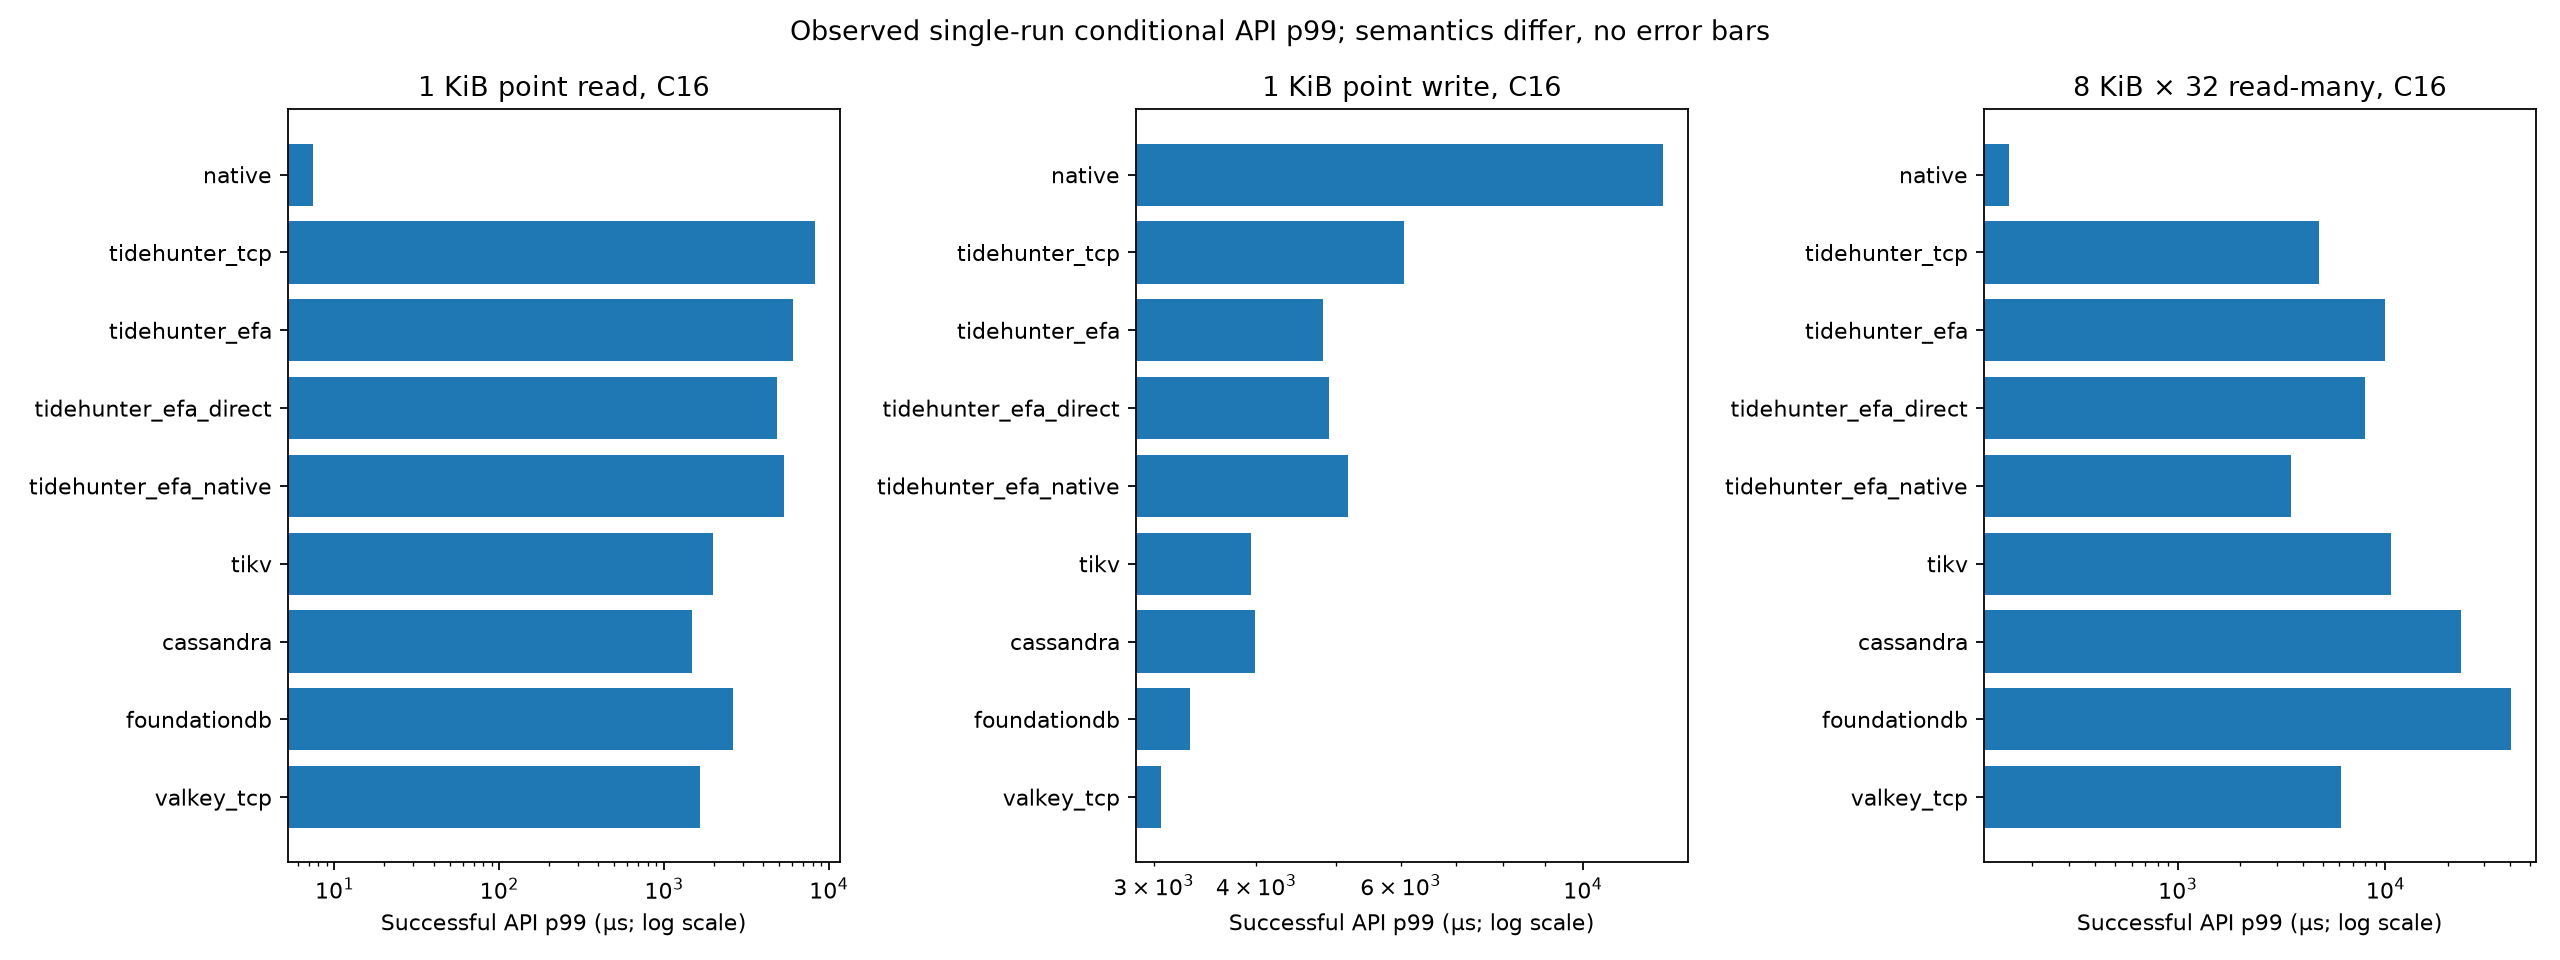 Observed single-run conditional API p99; semantics differ, no error bars
1 KiB point read, C16
native
tidehunter_tcp
tidehunter_efa
tidehunter_efa_direct
tidehunter_efa_native
tikv
cassandra
foundationdb
valkey_tcp
10¹ 10² 10³ 10⁴
Successful API p99 (µs; log scale)
1 KiB point write, C16
native
tidehunter_tcp
tidehunter_efa
tidehunter_efa_direct
tidehunter_efa_native
tikv
cassandra
foundationdb
valkey_tcp
3 × 10³ 4 × 10³ 6 × 10³ 10⁴
Successful API p99 (µs; log scale)
8 KiB × 32 read-many, C16
native
tidehunter_tcp
tidehunter_efa
tidehunter_efa_direct
tidehunter_efa_native
tikv
cassandra
foundationdb
valkey_tcp
10³ 10⁴
Successful API p99 (µs; log scale)